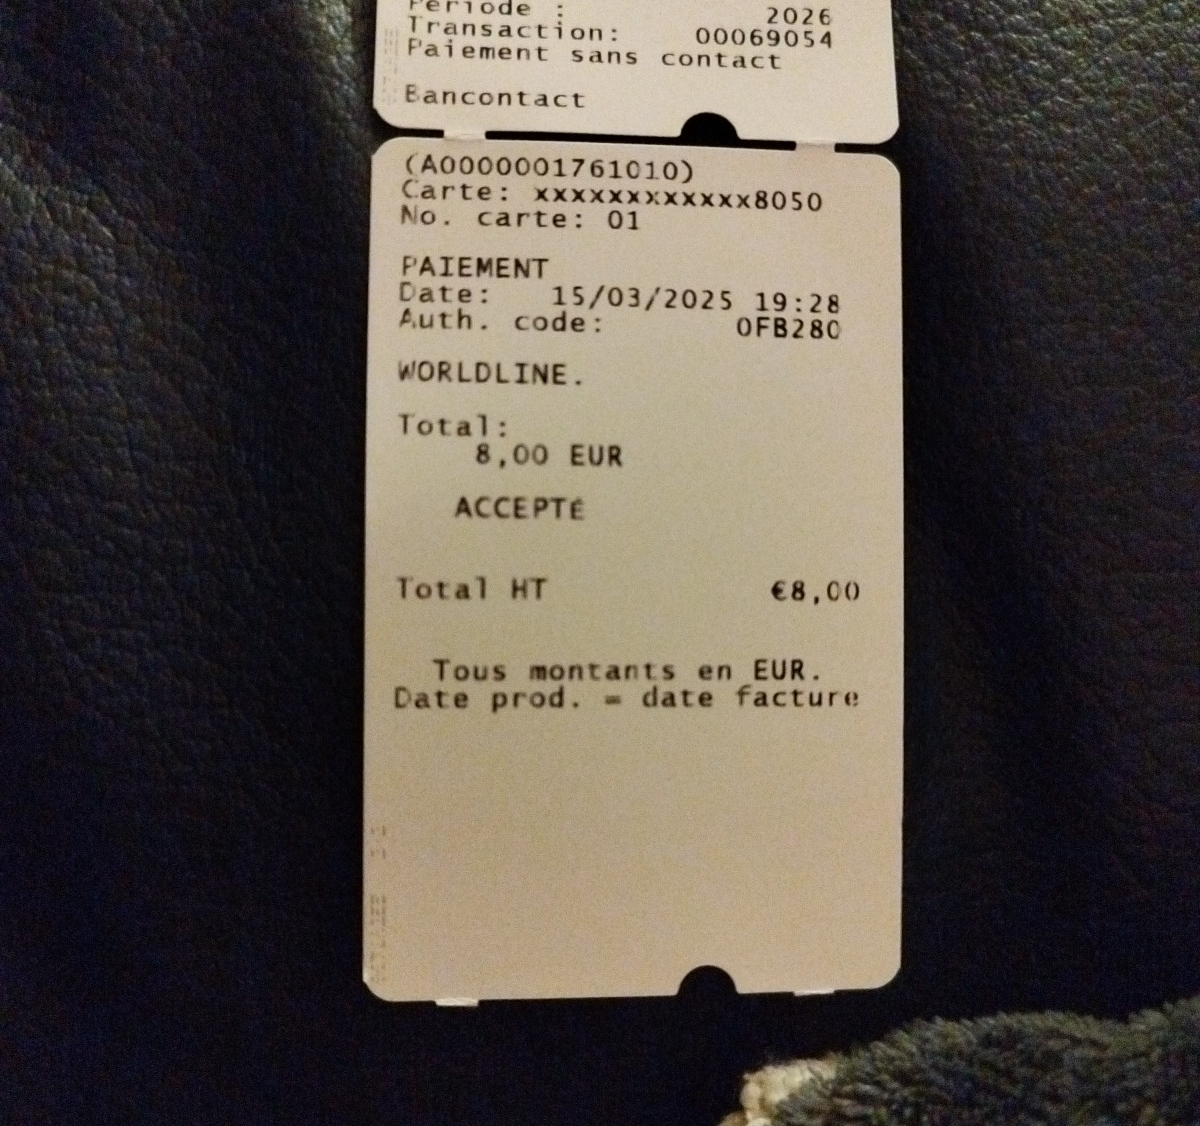 Periode : 2026
Transaction: 00069054
Paiement sans contact
Bancontact
(A0000001761010)
Carte: xxxxxxxxxxxx8050
No. carte: 01
PAIEMENT
Date: 15/03/2025 19:28
Auth. code: 0FB280
WORLDLINE.
Total:
8,00 EUR
ACCEPTÉ
Total HT €8,00
Tous montants en EUR.
Date prod. = date facture